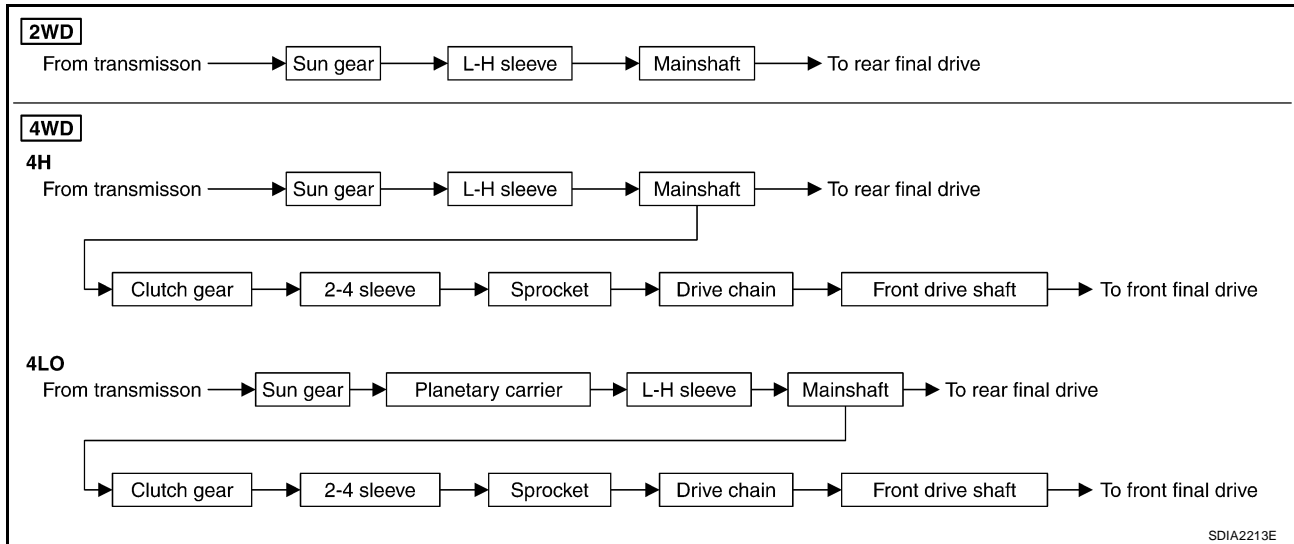 2WD
From transmisson Sun gear L-H sleeve Mainshaft To rear final drive
4WD
4H
From transmisson Sun gear L-H sleeve Mainshaft To rear final drive
Clutch gear 2-4 sleeve Sprocket Drive chain Front drive shaft To front final drive
4LO
From transmisson Sun gear Planetary carrier L-H sleeve Mainshaft To rear final drive
Clutch gear 2-4 sleeve Sprocket Drive chain Front drive shaft To front final drive
SDIA2213E